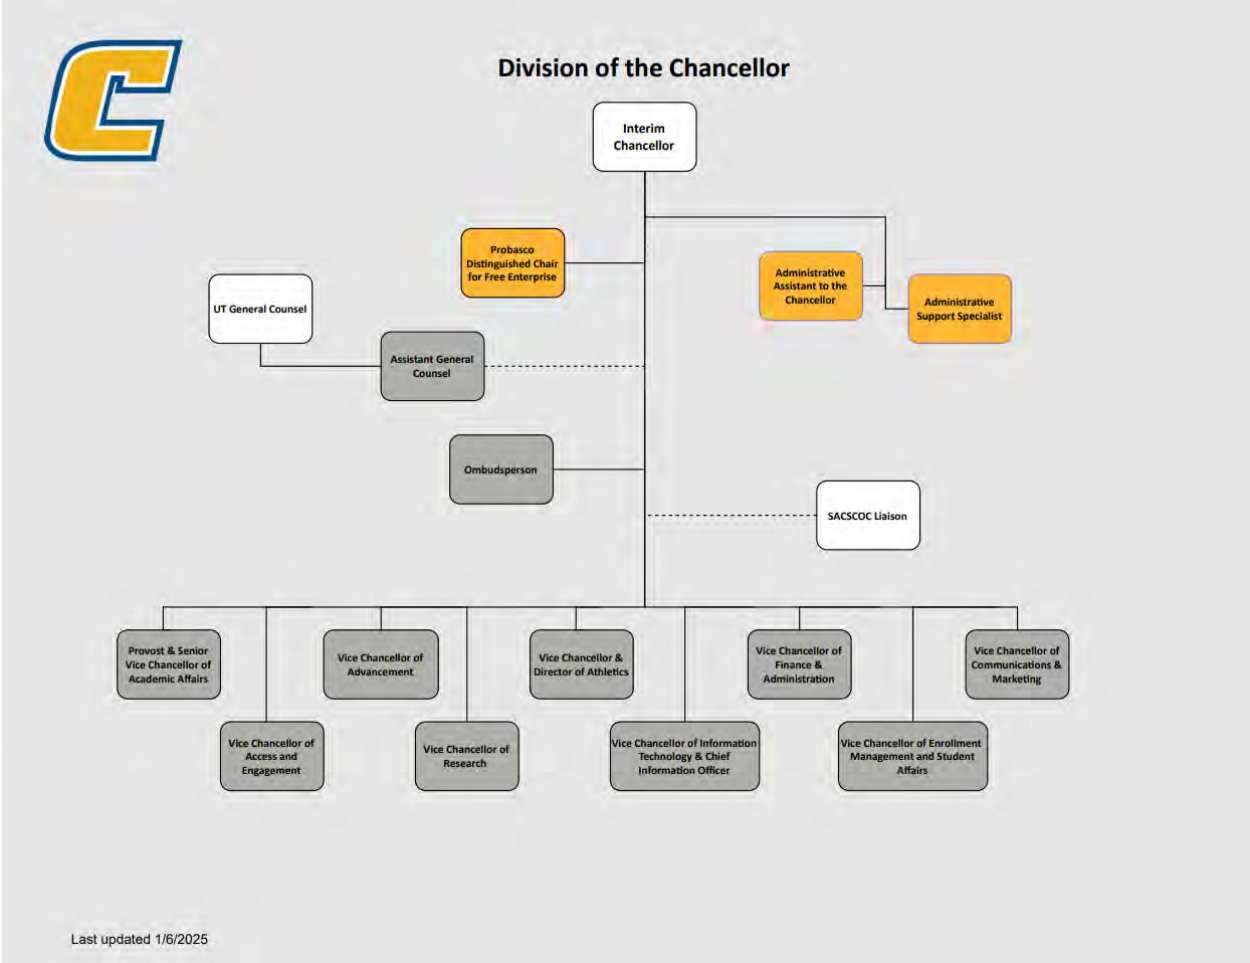 Division of the Chancellor
Interim
Chancellor
Probasco
Distinguished Chair
for Free Enterprise
Administrative
Assistant to the
Chancellor
Administrative
Support Specialist
UT General Counsel
Assistant General
Counsel
Ombudsperson
SACSCOC Liaison
Provost & Senior
Vice Chancellor of
Academic Affairs
Vice Chancellor of
Advancement
Vice Chancellor &
Director of Athletics
Vice Chancellor of
Finance &
Administration
Vice Chancellor of
Communications &
Marketing
Vice Chancellor of
Access and
Engagement
Vice Chancellor of
Research
Vice Chancellor of Information
Technology & Chief
Information Officer
Vice Chancellor of Enrollment
Management and Student
Affairs
Last updated 1/6/2025